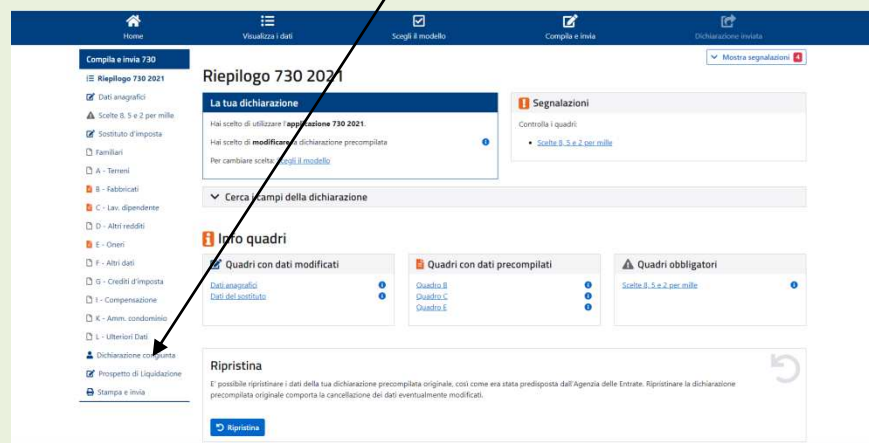 Home
Visualizza i dati
Scegli il modello
Compila e invia
Dichiarazione inviata
Compila e invia 730
Riepilogo 730 2021
Dati anagrafici
Scelte 8, 5 e 2 per mille
Sostituto d'imposta
Familiari
A - Terreni
B - Fabbricati
C - Lav. dipendente
D - Altri redditi
E - Oneri
F - Altri dati
G - Crediti d'imposta
I - Compensazione
K - Amm. condominio
L - Ulteriori Dati
Dichiarazione congiunta
Prospetto di Liquidazione
Stampa e invia
Mostra segnalazioni 4
Riepilogo 730 2021
La tua dichiarazione
Hai scelto di utilizzare l'applicazione 730 2021.
Hai scelto di modificare la dichiarazione precompilata
Per cambiare scelta: Scegli il modello
Segnalazioni
Controlla i quadri:
Scelte 8, 5 e 2 per mille
Cerca i campi della dichiarazione
Info quadri
Quadri con dati modificati
Dati anagrafici
Dati del sostituto
Quadri con dati precompilati
Quadro B
Quadro C
Quadro E
Quadri obbligatori
Scelte 8, 5 e 2 per mille
Ripristina
E' possibile ripristinare i dati della tua dichiarazione precompilata originale, così come era stata predisposta dall'Agenzia delle Entrate. Ripristinare la dichiarazione
precompilata originale comporta la cancellazione dei dati eventualmente modificati.
Ripristina